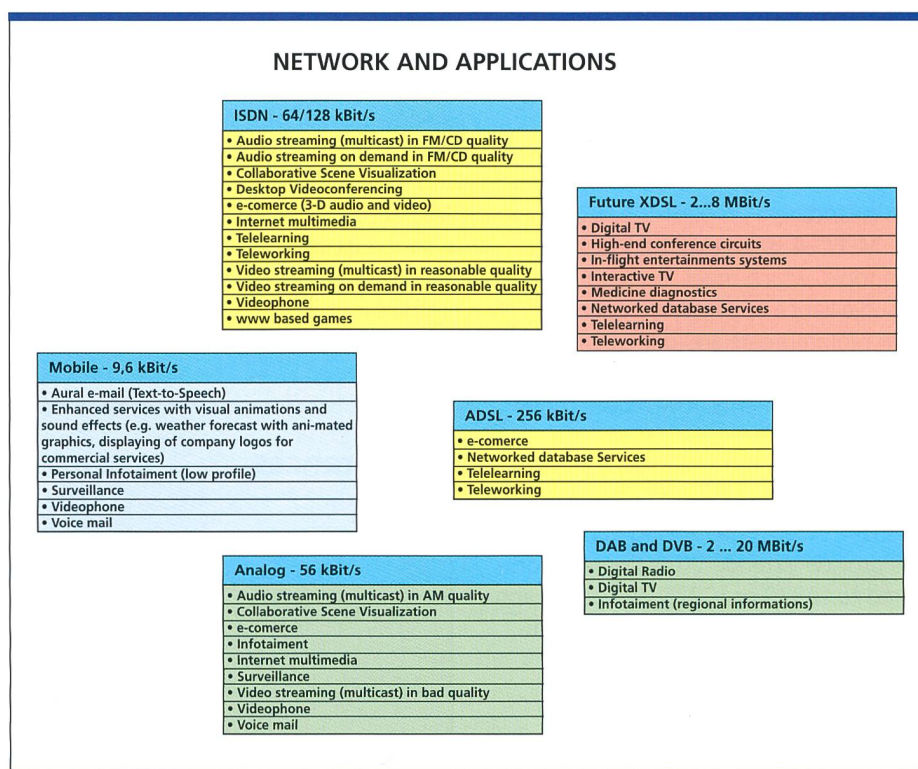 NETWORK AND APPLICATIONS
ISDN - 64/128 kBit/s
• Audio streaming (multicast) in FM/CD quality
• Audio streaming on demand in FM/CD quality
• Collaborative Scene Visualization
• Desktop Videoconferencing
• e-comerce (3-D audio and video)
• Internet multimedia
• Telelearning
• Teleworking
• Video streaming (multicast) in reasonable quality
• Video streaming on demand in reasonable quality
• Videophone
• www based games
Future XDSL - 2...8 MBit/s
• Digital TV
• High-end conference circuits
• In-flight entertainments systems
• Interactive TV
• Medicine diagnostics
• Networked database Services
• Telelearning
• Teleworking
Mobile - 9,6 kBit/s
• Aural e-mail (Text-to-Speech)
• Enhanced services with visual animations and
sound effects (e.g. weather forecast with ani-mated
graphics, displaying of company logos for
commercial services)
• Personal Infotaiment (low profile)
• Surveillance
• Videophone
• Voice mail
ADSL - 256 kBit/s
• e-comerce
• Networked database Services
• Telelearning
• Teleworking
DAB and DVB - 2 ... 20 MBit/s
• Digital Radio
• Digital TV
• Infotaiment (regional informations)
Analog - 56 kBit/s
• Audio streaming (multicast) in AM quality
• Collaborative Scene Visualization
• e-comerce
• Infotaiment
• Internet multimedia
• Surveillance
• Video streaming (multicast) in bad quality
• Videophone
• Voice mail